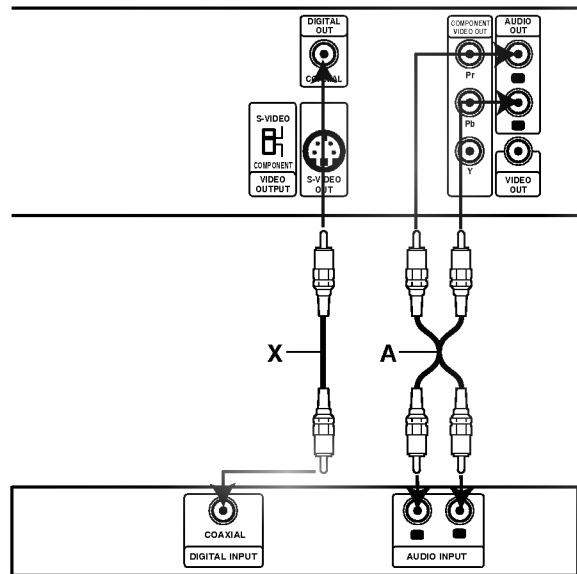 DIGITAL
OUT
COAXIAL
COMPONENT
VIDEO OUT
AUDIO
OUT
Pr
Pb
Y
S-VIDEO
COMPONENT
VIDEO
OUTPUT
S-VIDEO
OUT
VIDEO
OUT
X
A
COAXIAL
DIGITAL INPUT
AUDIO INPUT